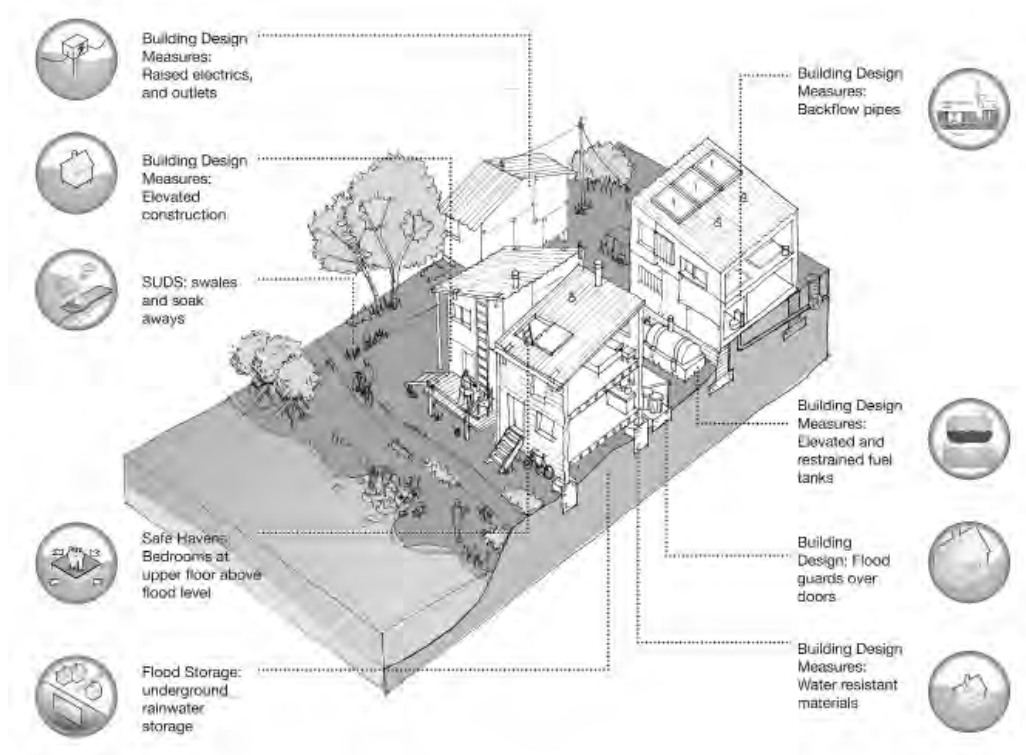 Building Design
Measures:
Raised electrics,
and outlets
Building Design
Measures:
Elevated
construction
SUDS: swales
and soak
aways
Safe Havens:
Bedrooms at
upper floor above
flood level
Flood Storage:
underground
rainwater
storage
Building Design
Measures:
Backflow pipes
Building Design
Measures:
Elevated and
restrained fuel
tanks
Building
Design: Flood
guards over
doors
Building Design
Measures:
Water resistant
materials